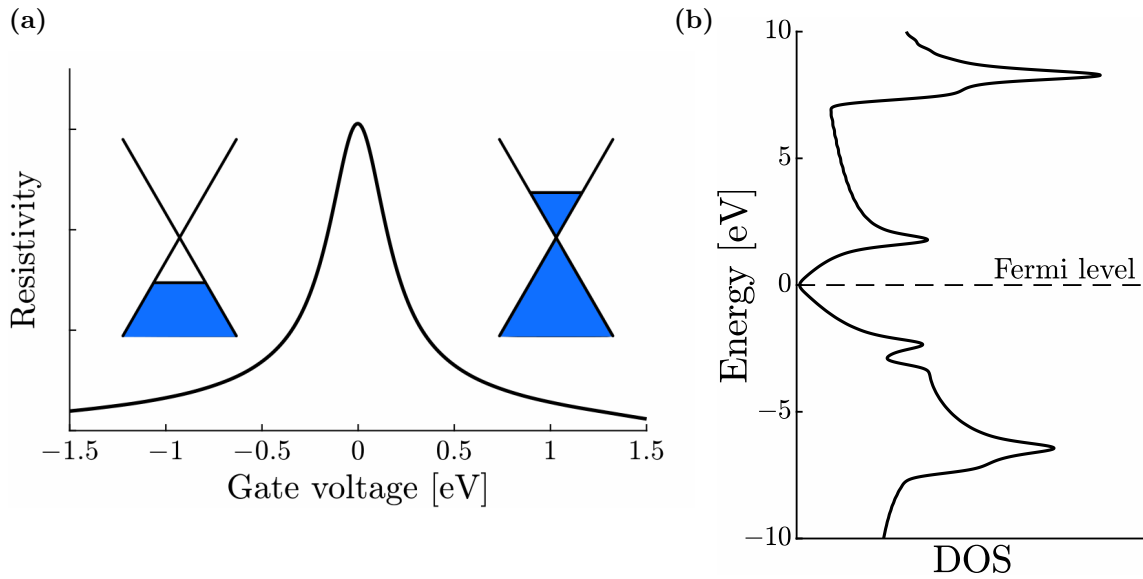 (a)
Resistivity
−1.5
−1
−0.5
0
0.5
1
1.5
Gate voltage [eV]
(b)
Energy [eV]
10
5
0
−5
−10
Fermi level
DOS